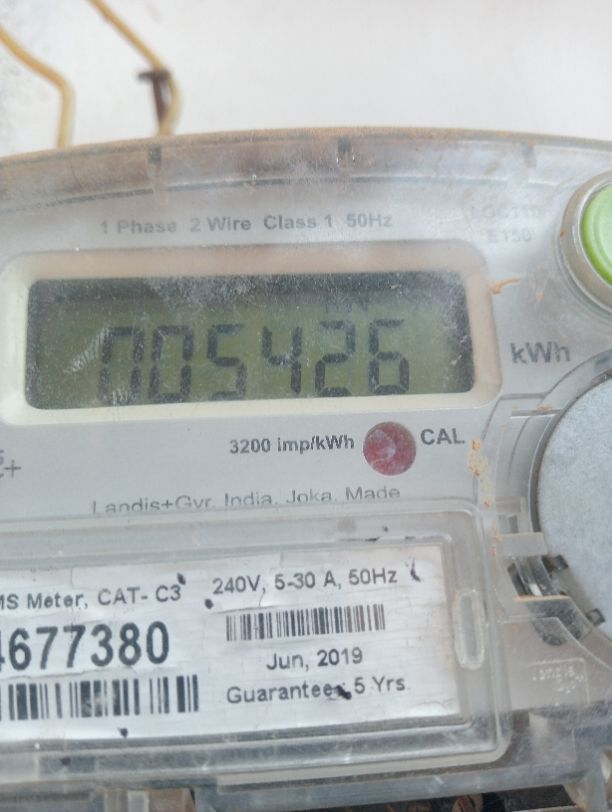 1 Phase 2 Wire Class 1 50Hz
E150
005426
kWh
3200 imp/kWh
CAL
Landis+Gyr, India, Joka, Made
MS Meter, CAT- C3
240V, 5-30 A, 50Hz
4677380
Jun, 2019
Guarantee 5 Yrs